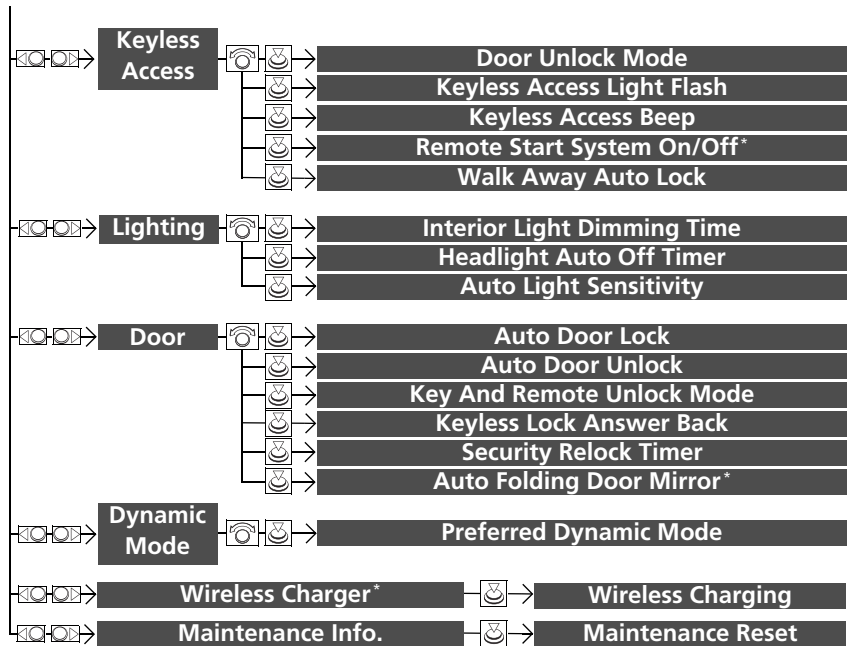 Keyless
Access
Door Unlock Mode
Keyless Access Light Flash
Keyless Access Beep
Remote Start System On/Off*
Walk Away Auto Lock
Lighting
Interior Light Dimming Time
Headlight Auto Off Timer
Auto Light Sensitivity
Door
Auto Door Lock
Auto Door Unlock
Key And Remote Unlock Mode
Keyless Lock Answer Back
Security Relock Timer
Auto Folding Door Mirror*
Dynamic
Mode
Preferred Dynamic Mode
Wireless Charger*
Wireless Charging
Maintenance Info.
Maintenance Reset